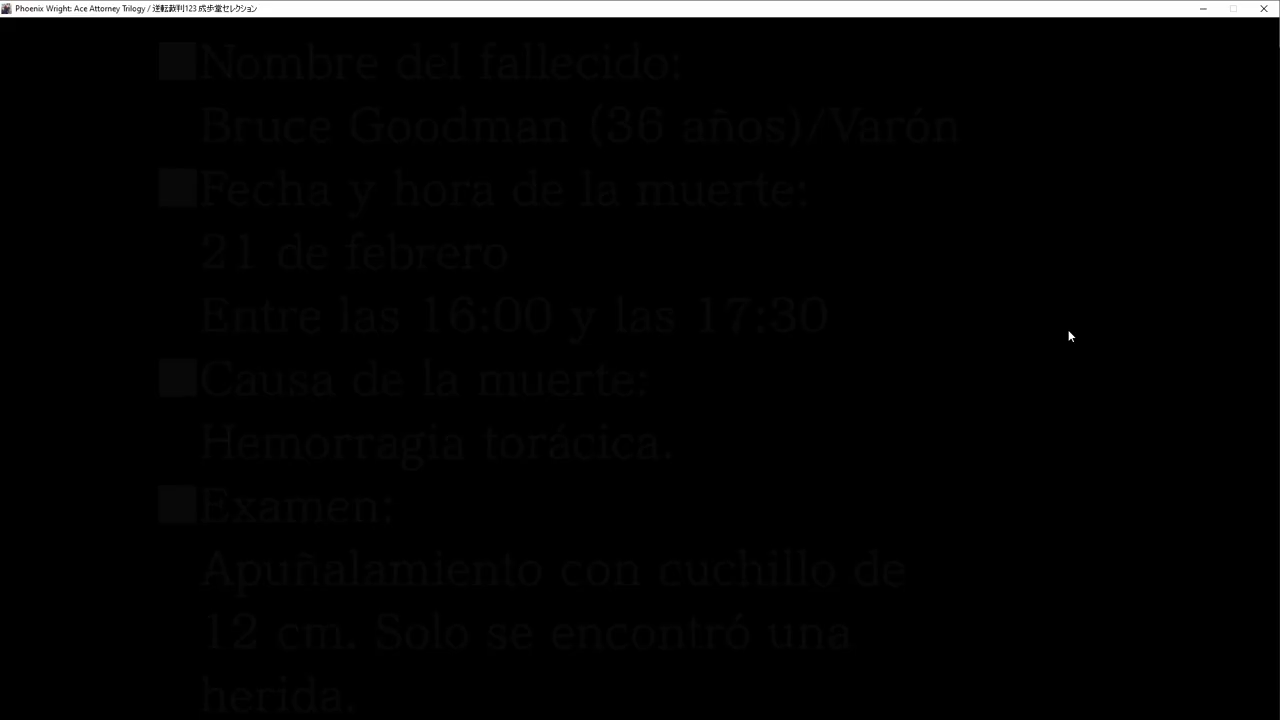 Phoenix Wright: Ace Attorney Trilogy / 逆転裁判123 成歩堂セレクション
■Nombre del fallecido:
Bruce Goodman (36 años)/Varón
■Fecha y hora de la muerte:
21 de febrero
Entre las 16:00 y las 17:30
■Causa de la muerte:
Hemorragia torácica.
■Examen:
Apuñalamiento con cuchillo de
12 cm. Solo se encontró una
herida.